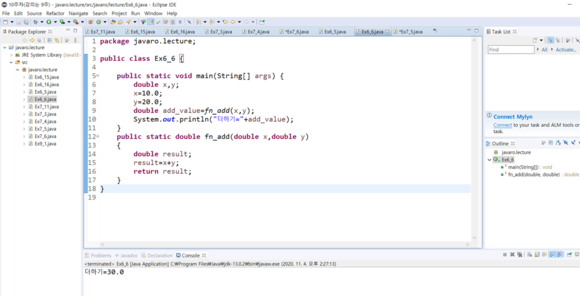 10주차(강의는 9주) - javaro.lecture/src/javaro/lecture/Ex6_6.java - Eclipse IDE
File Edit Source Refactor Navigate Search Project Run Window Help
Package Explorer
Ex7_11.java Ex6_15.java Ex6_16.java Ex7_3.java Ex7_4.java *Ex7_6.java Ex6_5.java Ex6_6.java *Ex7_5.java
Task List
javaro.lecture
JRE System Library
src
javaro.lecture
Ex6_15.java
Ex6_16.java
Ex6_5.java
Ex6_6.java
Ex7_11.java
Ex7_3.java
Ex7_4.java
Ex7_5.java
Ex7_6.java
Ex9_1.java
1 package javaro.lecture;
2
3 public class Ex6_6 {
4
5 public static void main(String[] args) {
6 double x,y;
7 x=10.0;
8 y=20.0;
9 double add_value=fn_add(x,y);
10 System.out.println("더하기="+add_value);
11 }
12 public static double fn_add(double x,double y)
13 {
14 double result;
15 result=x+y;
16 return result;
17 }
18 }
19
Find All Activate...
Connect Mylyn
Connect to your task and ALM tools or
task.
Outline
javaro.lecture
Ex6_6
main(String[]) : void
fn_add(double, double) : double
Problems Javadoc Declaration Console
<terminated> Ex6_6 [Java Application] C:₩Program Files₩Java₩jdk-13.0.2₩bin₩javaw.exe (2020. 11. 4. 오후 2:27:13)
더하기=30.0